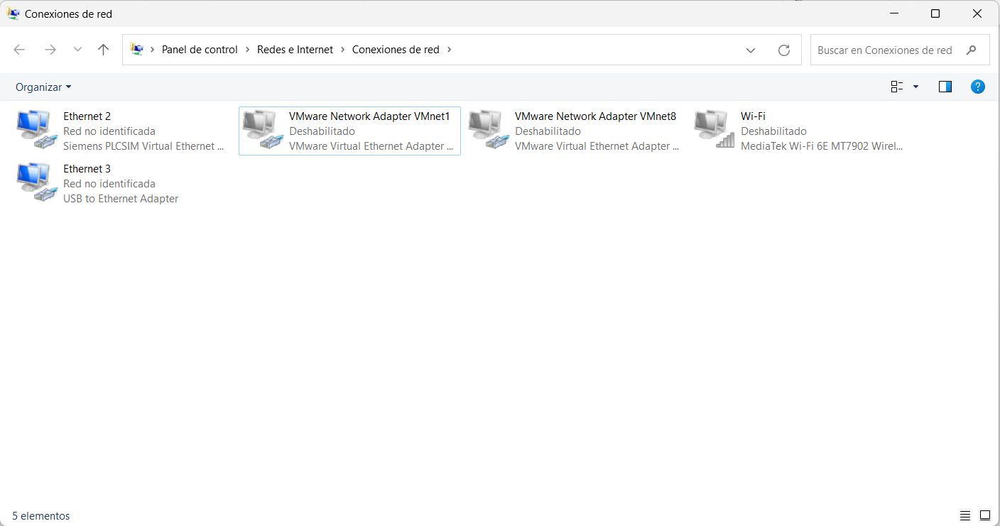 Conexiones de red
Panel de control > Redes e Internet > Conexiones de red >
Buscar en Conexiones de red
Organizar
Ethernet 2
Red no identificada
Siemens PLCSIM Virtual Ethernet ...
VMware Network Adapter VMnet1
Deshabilitado
VMware Virtual Ethernet Adapter ...
VMware Network Adapter VMnet8
Deshabilitado
VMware Virtual Ethernet Adapter ...
Wi-Fi
Deshabilitado
MediaTek Wi-Fi 6E MT7902 Wirel...
Ethernet 3
Red no identificada
USB to Ethernet Adapter
5 elementos